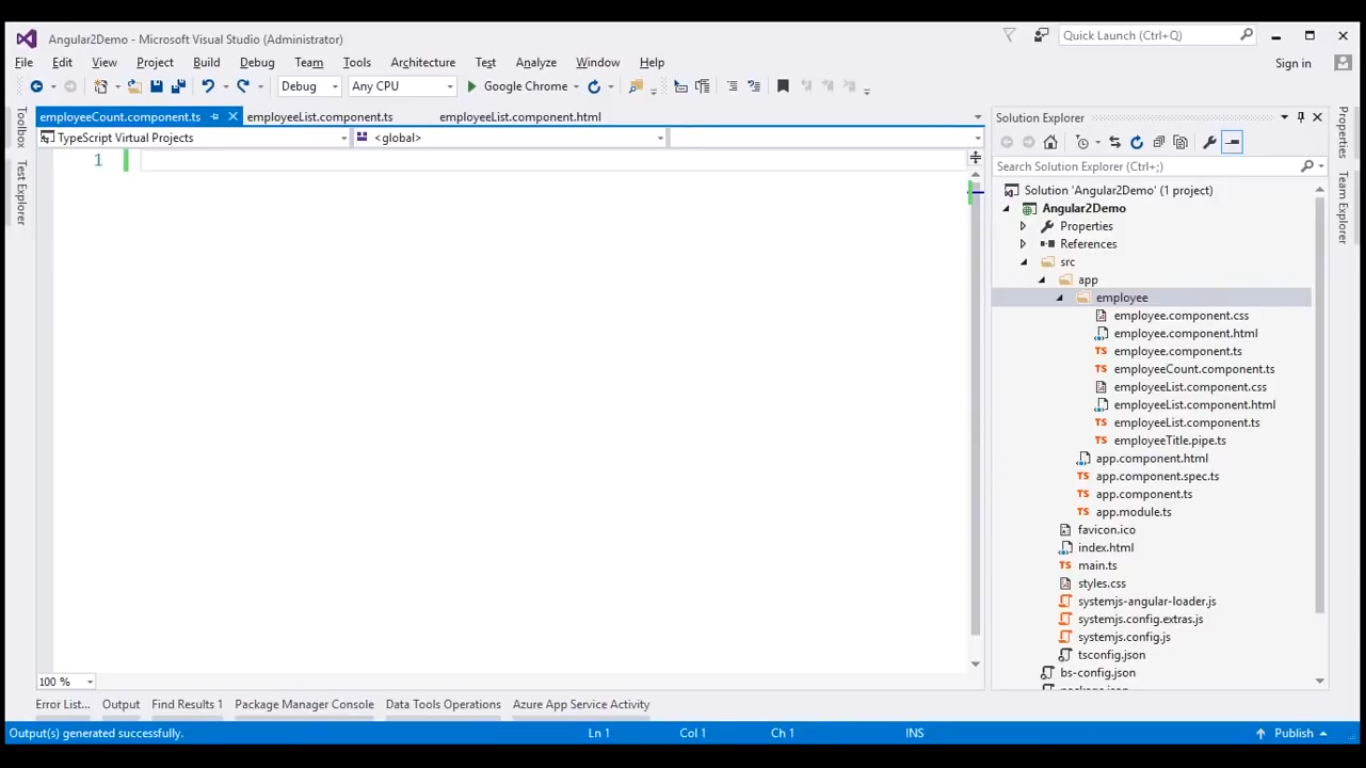 Angular2Demo - Microsoft Visual Studio (Administrator)
Quick Launch (Ctrl+Q)
File Edit View Project Build Debug Team Tools Architecture Test Analyze Window Help
Sign in
Debug Any CPU Google Chrome
employeeCount.component.ts employeeList.component.ts employeeList.component.html
TypeScript Virtual Projects <global>
1
Toolbox
Test Explorer
100 %
Solution Explorer
Search Solution Explorer (Ctrl+;)
Solution 'Angular2Demo' (1 project)
Angular2Demo
Properties
References
src
app
employee
employee.component.css
employee.component.html
TS employee.component.ts
TS employeeCount.component.ts
employeeList.component.css
employeeList.component.html
TS employeeList.component.ts
TS employeeTitle.pipe.ts
app.component.html
TS app.component.spec.ts
TS app.component.ts
TS app.module.ts
favicon.ico
index.html
TS main.ts
styles.css
systemjs-angular-loader.js
systemjs.config.extras.js
systemjs.config.js
tsconfig.json
bs-config.json
Properties
Team Explorer
Error List... Output Find Results 1 Package Manager Console Data Tools Operations Azure App Service Activity
Output(s) generated successfully. Ln 1 Col 1 Ch 1 INS Publish